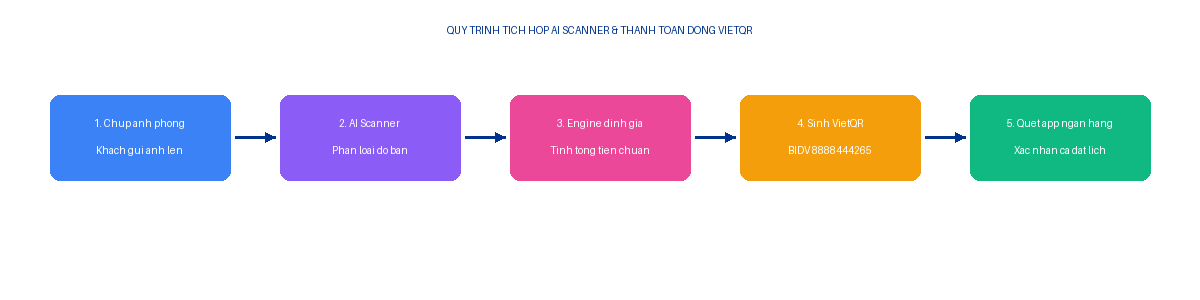 QUY TRINH TICH HOP AI SCANNER & THANH TOAN DONG VIETQR
1. Chup anh phong
Khach gui anh len
2. AI Scanner
Phan loai do ban
3. Engine dinh gia
Tinh tong tien chuan
4. Sinh VietQR
BIDV 8888444265
5. Quet app ngan hang
Xac nhan ca dat lich